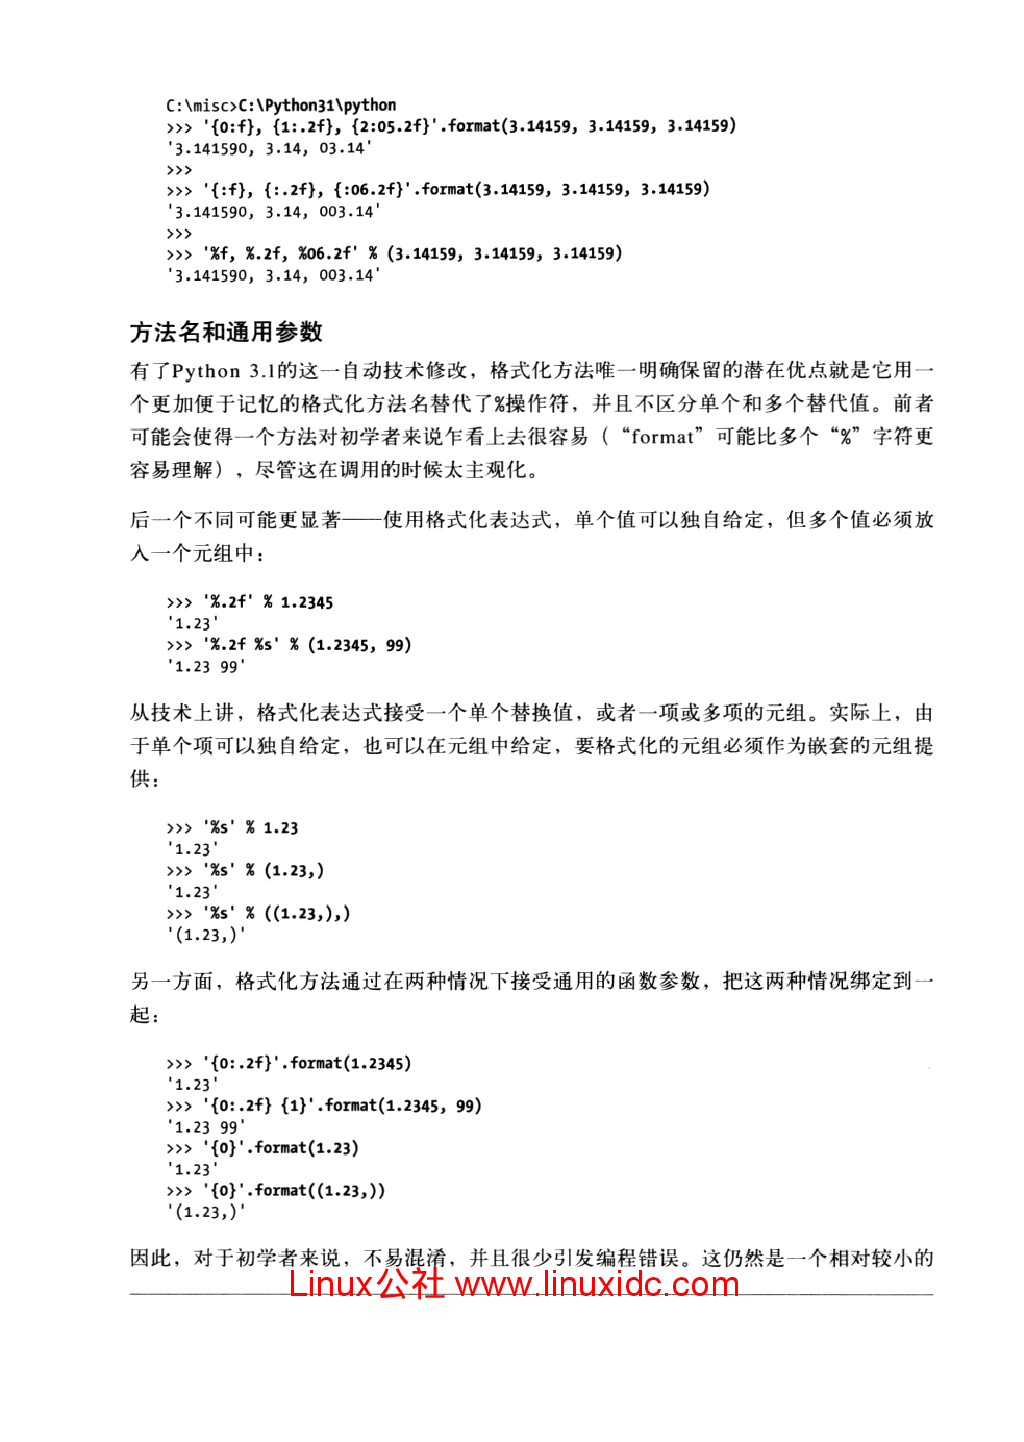 C:\misc>C:\Python31\python
>>> '{0:f}, {1:.2f}, {2:05.2f}'.format(3.14159, 3.14159, 3.14159)
'3.141590, 3.14, 03.14'
>>>
>>> '{:f}, {:.2f}, {:06.2f}'.format(3.14159, 3.14159, 3.14159)
'3.141590, 3.14, 003.14'
>>>
>>> '%f, %.2f, %06.2f' % (3.14159, 3.14159, 3.14159)
'3.141590, 3.14, 003.14'
方法名和通用参数
有了Python 3.1的这一自动技术修改，格式化方法唯一明确保留的潜在优点就是它用一
个更加便于记忆的格式化方法名替代了%操作符，并且不区分单个和多个替代值。前者
可能会使得一个方法对初学者来说乍看上去很容易（“format”可能比多个“%”字符更
容易理解），尽管这在调用的时候太主观化。
后一个不同可能更显著——使用格式化表达式，单个值可以独自给定，但多个值必须放
入一个元组中：
>>> '%.2f' % 1.2345
'1.23'
>>> '%.2f %s' % (1.2345, 99)
'1.23 99'
从技术上讲，格式化表达式接受一个单个替换值，或者一项或多项的元组。实际上，由
于单个项可以独自给定，也可以在元组中给定，要格式化的元组必须作为嵌套的元组提
供：
>>> '%s' % 1.23
'1.23'
>>> '%s' % (1.23,)
'1.23'
>>> '%s' % ((1.23,),)
'(1.23,)'
另一方面，格式化方法通过在两种情况下接受通用的函数参数，把这两种情况绑定到一
起：
>>> '{0:.2f}'.format(1.2345)
'1.23'
>>> '{0:.2f} {1}'.format(1.2345, 99)
'1.23 99'
>>> '{0}'.format(1.23)
'1.23'
>>> '{0}'.format((1.23,))
'(1.23,)'
因此，对于初学者来说，不易混淆，并且很少引发编程错误。这仍然是一个相对较小的
Linux公社 www.linuxidc.com